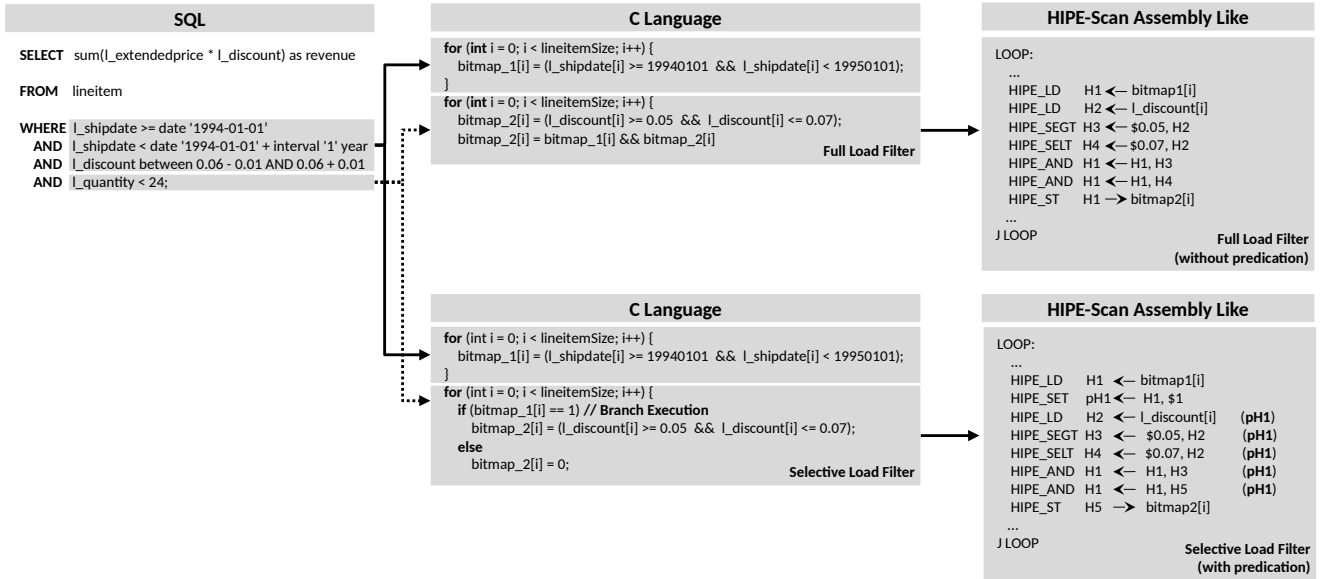 SQL
SELECT sum(l_extendedprice * l_discount) as revenue
FROM lineitem
WHERE l_shipdate >= date '1994-01-01'
AND l_shipdate < date '1994-01-01' + interval '1' year
AND l_discount between 0.06 - 0.01 AND 0.06 + 0.01
AND l_quantity < 24;
C Language
for (int i = 0; i < lineitemSize; i++) {
bitmap_1[i] = (l_shipdate[i] >= 19940101 && l_shipdate[i] < 19950101);
}
for (int i = 0; i < lineitemSize; i++) {
bitmap_2[i] = (l_discount[i] >= 0.05 && l_discount[i] <= 0.07);
bitmap_2[i] = bitmap_1[i] && bitmap_2[i]
Full Load Filter
HIPE-Scan Assembly Like
LOOP:
...
HIPE_LD H1 ← bitmap1[i]
HIPE_LD H2 ← l_discount[i]
HIPE_SEGT H3 ← $0.05, H2
HIPE_SELT H4 ← $0.07, H2
HIPE_AND H1 ← H1, H3
HIPE_AND H1 ← H1, H4
HIPE_ST H1 → bitmap2[i]
...
J LOOP
Full Load Filter
(without predication)
C Language
for (int i = 0; i < lineitemSize; i++) {
bitmap_1[i] = (l_shipdate[i] >= 19940101 && l_shipdate[i] < 19950101);
}
for (int i = 0; i < lineitemSize; i++) {
if (bitmap_1[i] == 1) // Branch Execution
bitmap_2[i] = (l_discount[i] >= 0.05 && l_discount[i] <= 0.07);
else
bitmap_2[i] = 0;
Selective Load Filter
HIPE-Scan Assembly Like
LOOP:
...
HIPE_LD H1 ← bitmap1[i]
HIPE_SET pH1 ← H1, $1
HIPE_LD H2 ← l_discount[i] (pH1)
HIPE_SEGT H3 ← $0.05, H2 (pH1)
HIPE_SELT H4 ← $0.07, H2 (pH1)
HIPE_AND H1 ← H1, H3 (pH1)
HIPE_AND H1 ← H1, H5 (pH1)
HIPE_ST H5 → bitmap2[i]
...
J LOOP
Selective Load Filter
(with predication)